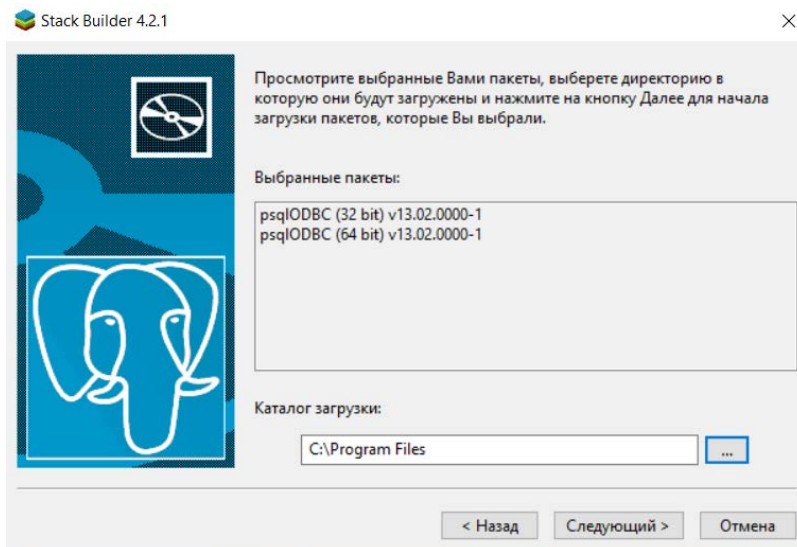 Stack Builder 4.2.1
Просмотрите выбранные Вами пакеты, выберете директорию в
которую они будут загружены и нажмите на кнопку Далее для начала
загрузки пакетов, которые Вы выбрали.
Выбранные пакеты:
psqlODBC (32 bit) v13.02.0000-1
psqlODBC (64 bit) v13.02.0000-1
Каталог загрузки:
C:\Program Files
...
< Назад
Следующий >
Отмена